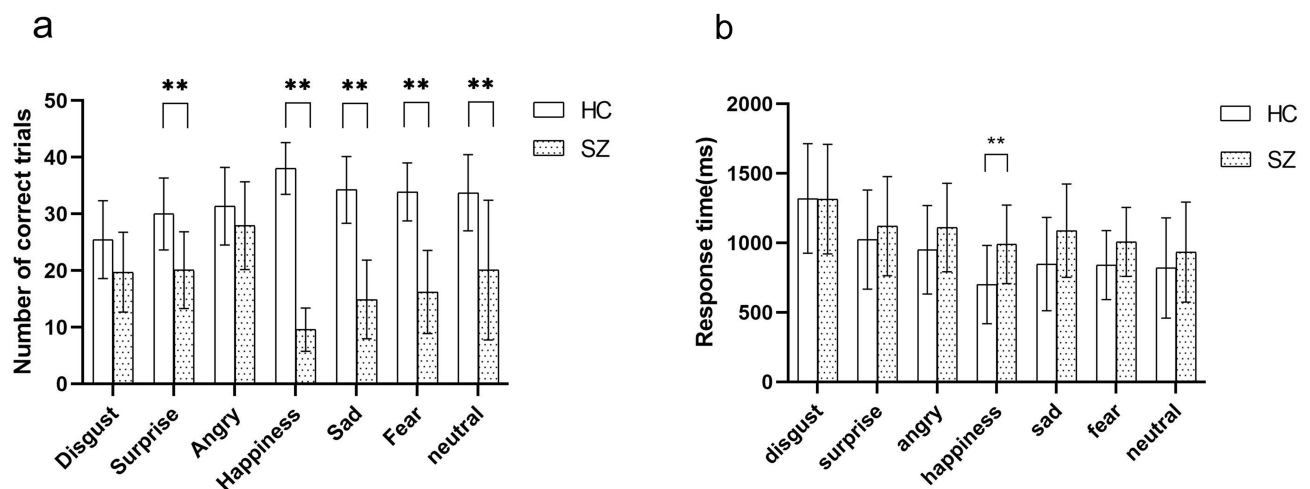 a
** ** ** ** **
Number of correct trials
50
40
30
20
10
0
Disgust
Surprise
Angry
Happiness
Sad
Fear
neutral
HC
SZ
b
**
Response time(ms)
2000
1500
1000
500
0
disgust
surprise
angry
happiness
sad
fear
neutral
HC
SZ